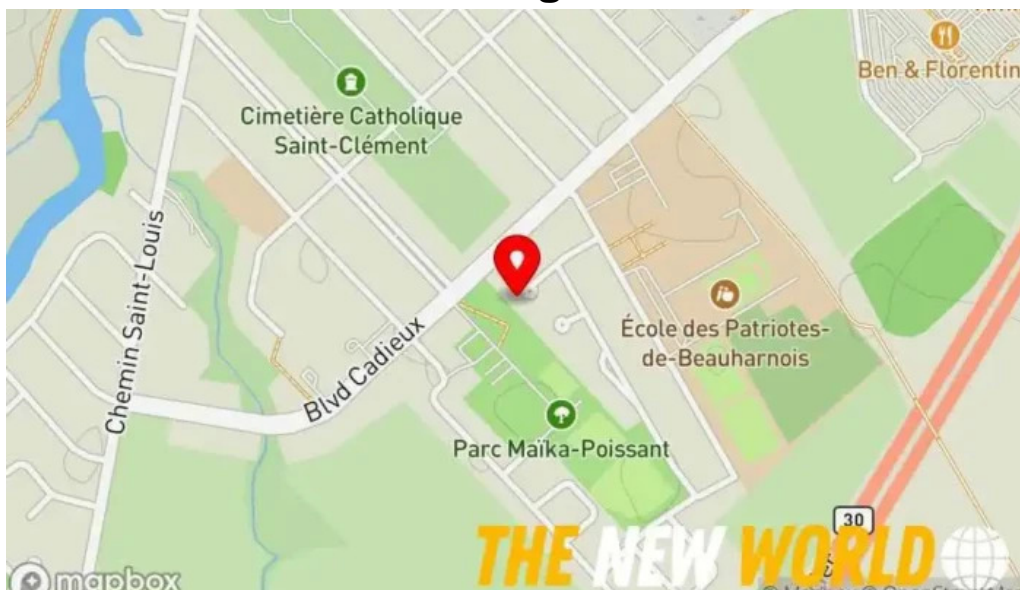 Ben & Florentin
Cimetière Catholique
Saint-Clément
Chemin Saint-Louis
Blvd Cadieux
École des Patriotes-
de-Beauharnois
Parc Maïka-Poissant
30
THE NEW WORLD
mapbox